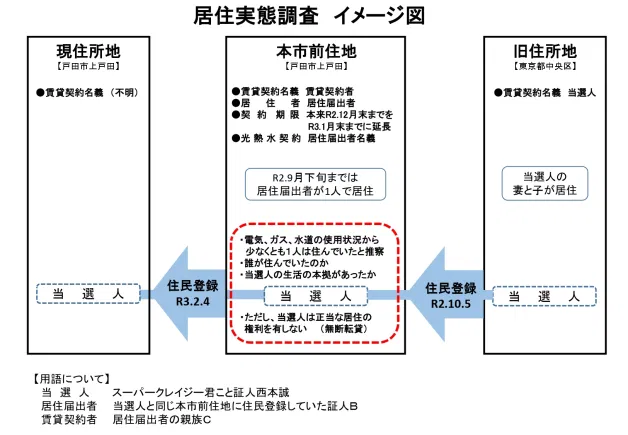 居住実態調査　イメージ図
現住所地
【戸田市上戸田】
●賃貸契約名義　（不明）
当　選　人
住民登録
R3.2.4
本市前住地
【戸田市上戸田】
●賃貸契約名義　賃貸契約者
●居　住　者　居住届出者
●契約期限　本来R2.12月末までを
R3.1月末までに延長
●光熱水契約　居住届出者名義
R2.9月下旬までは
居住届出者が1人で居住
・電気、ガス、水道の使用状況から
少なくとも1人は住んでいたと推察
・誰が住んでいたのか
・当選人の生活の本拠があったか
当　選　人
・ただし、当選人は正当な居住の
権利を有しない　（無断転貸）
住民登録
R2.10.5
旧住所地
【東京都中央区】
●賃貸契約名義　当選人
当選人の
妻と子が居住
当　選　人
【用語について】
当　選　人　　スーパークレイジー君こと証人西本誠
居住届出者　当選人と同じ本市前住地に住民登録していた証人B
賃貸契約者　居住届出者の親族C